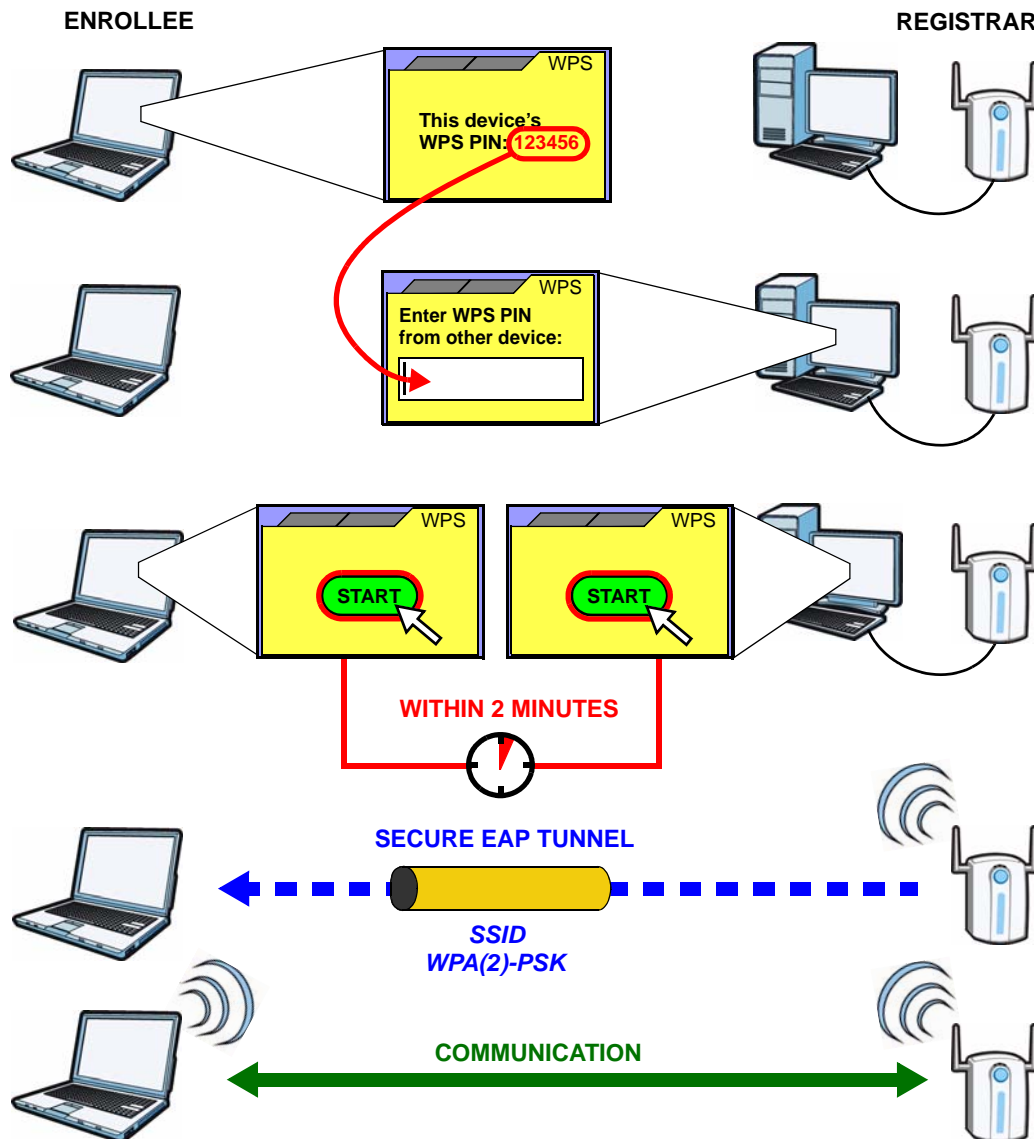 ENROLLEE
REGISTRAR
WPS
This device's
WPS PIN: 123456
WPS
Enter WPS PIN
from other device:
WPS
WPS
START
START
WITHIN 2 MINUTES
SECURE EAP TUNNEL
SSID
WPA(2)-PSK
COMMUNICATION